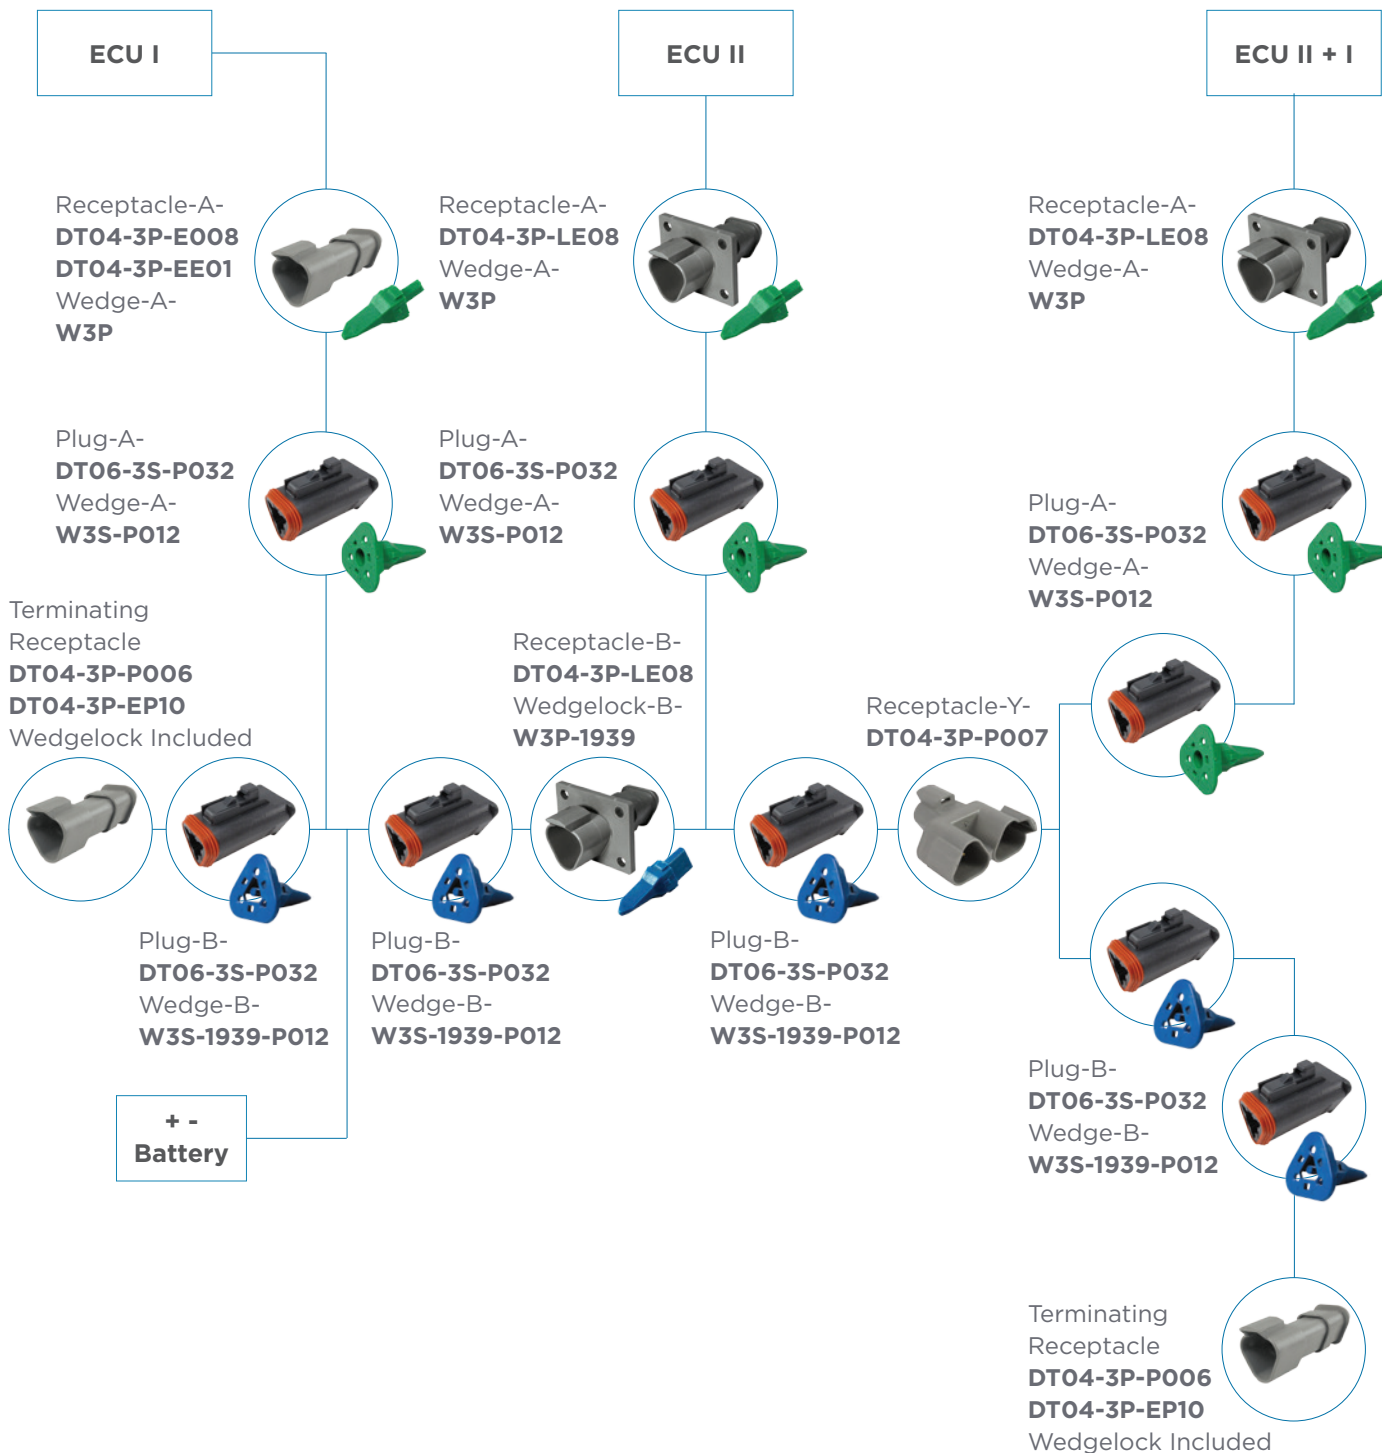 ECU I
ECU II
ECU II + I
Receptacle-A-
DT04-3P-E008
DT04-3P-EE01
Wedge-A-
W3P
Receptacle-A-
DT04-3P-LE08
Wedge-A-
W3P
Receptacle-A-
DT04-3P-LE08
Wedge-A-
W3P
Plug-A-
DT06-3S-P032
Wedge-A-
W3S-P012
Plug-A-
DT06-3S-P032
Wedge-A-
W3S-P012
Plug-A-
DT06-3S-P032
Wedge-A-
W3S-P012
Terminating
Receptacle
DT04-3P-P006
DT04-3P-EP10
Wedgelock Included
Receptacle-B-
DT04-3P-LE08
Wedgelock-B-
W3P-1939
Receptacle-Y-
DT04-3P-P007
Plug-B-
DT06-3S-P032
Wedge-B-
W3S-1939-P012
Plug-B-
DT06-3S-P032
Wedge-B-
W3S-1939-P012
Plug-B-
DT06-3S-P032
Wedge-B-
W3S-1939-P012
+ -
Battery
Plug-B-
DT06-3S-P032
Wedge-B-
W3S-1939-P012
Terminating
Receptacle
DT04-3P-P006
DT04-3P-EP10
Wedgelock Included